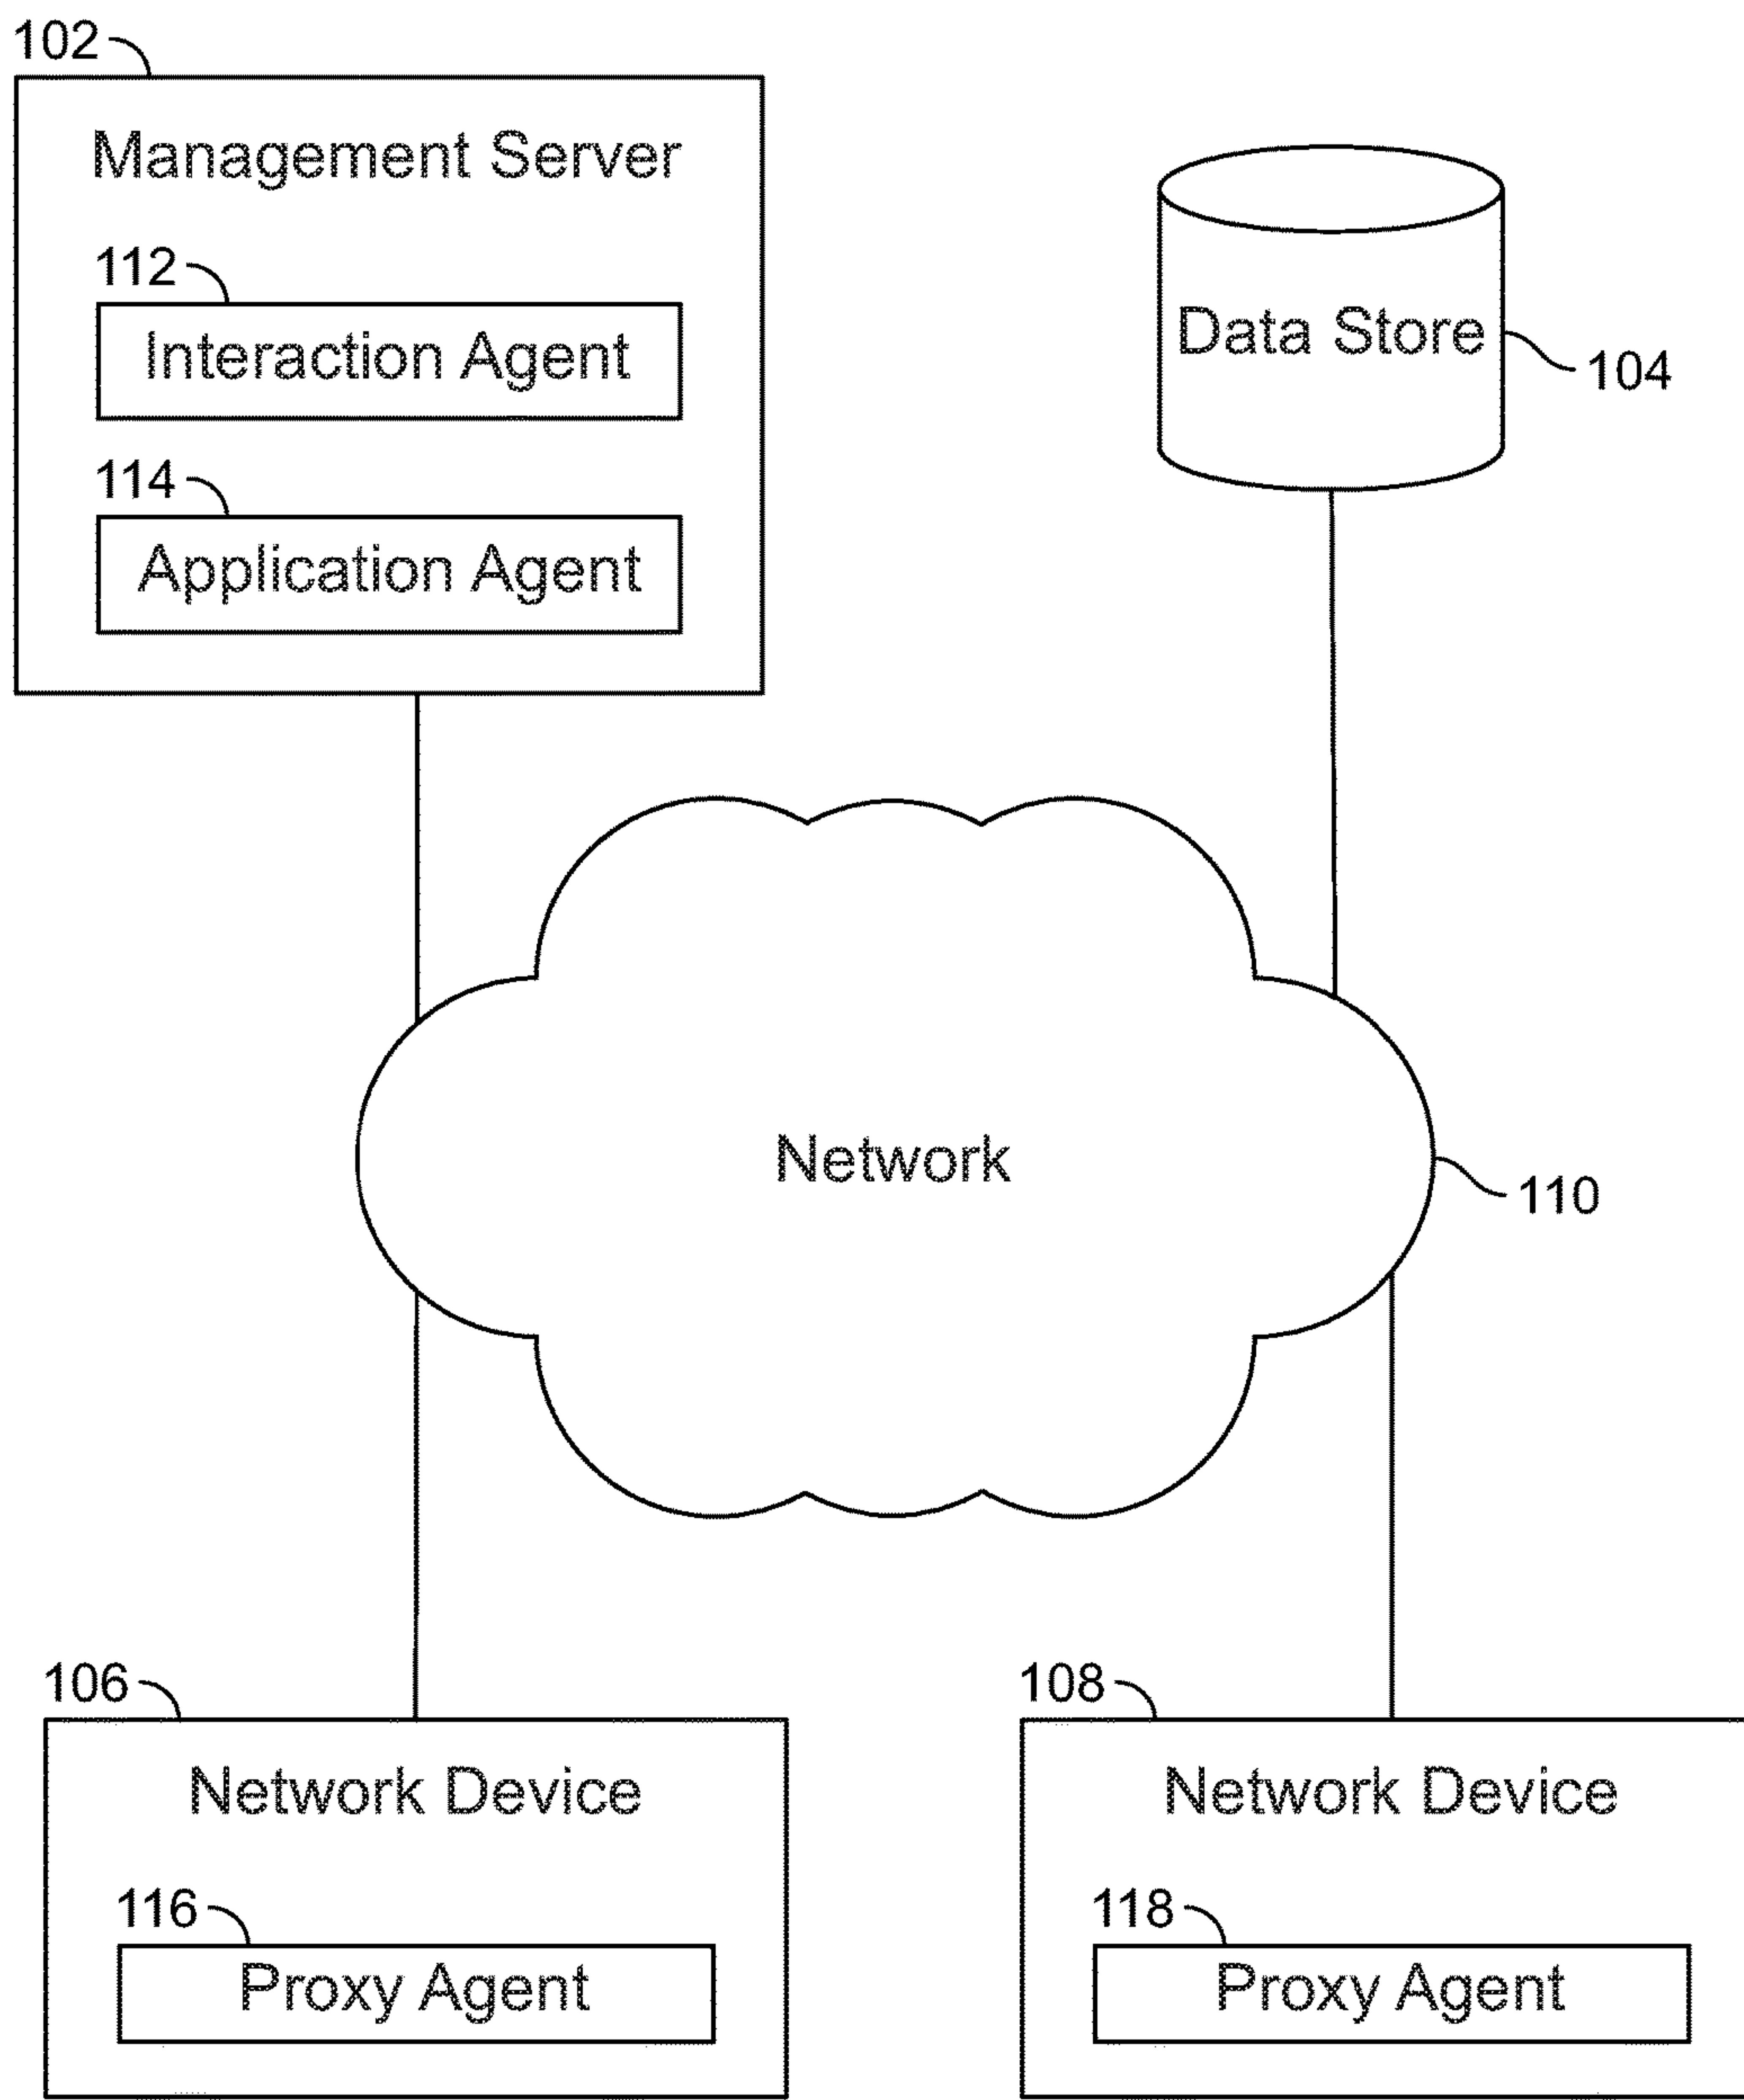 102
Management Server
112
Interaction Agent
114
Application Agent
Data Store
104
Network
110
106
Network Device
116
Proxy Agent
108
Network Device
118
Proxy Agent